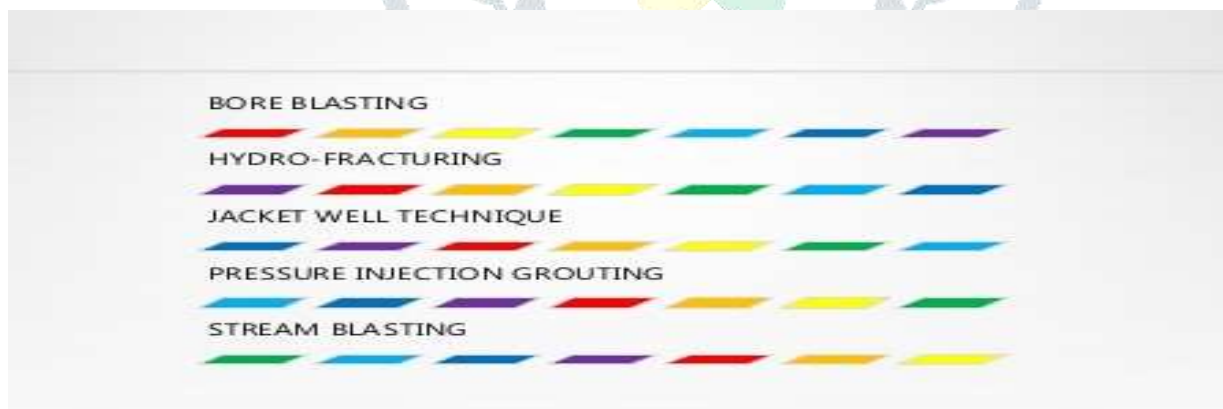 BORE BLASTING
HYDRO-FRACTURING
JACKET WELL TECHNIQUE
PRESSURE INJECTION GROUTING
STREAM BLASTING